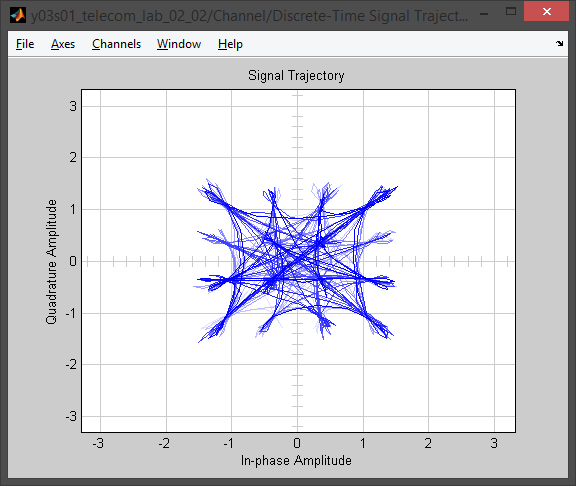 y03s01_telecom_lab_02_02/Channel/Discrete-Time Signal Traject...
File Axes Channels Window Help
Signal Trajectory
3
2
1
0
-1
-2
-3
Quadrature Amplitude
-3 -2 -1 0 1 2 3
In-phase Amplitude